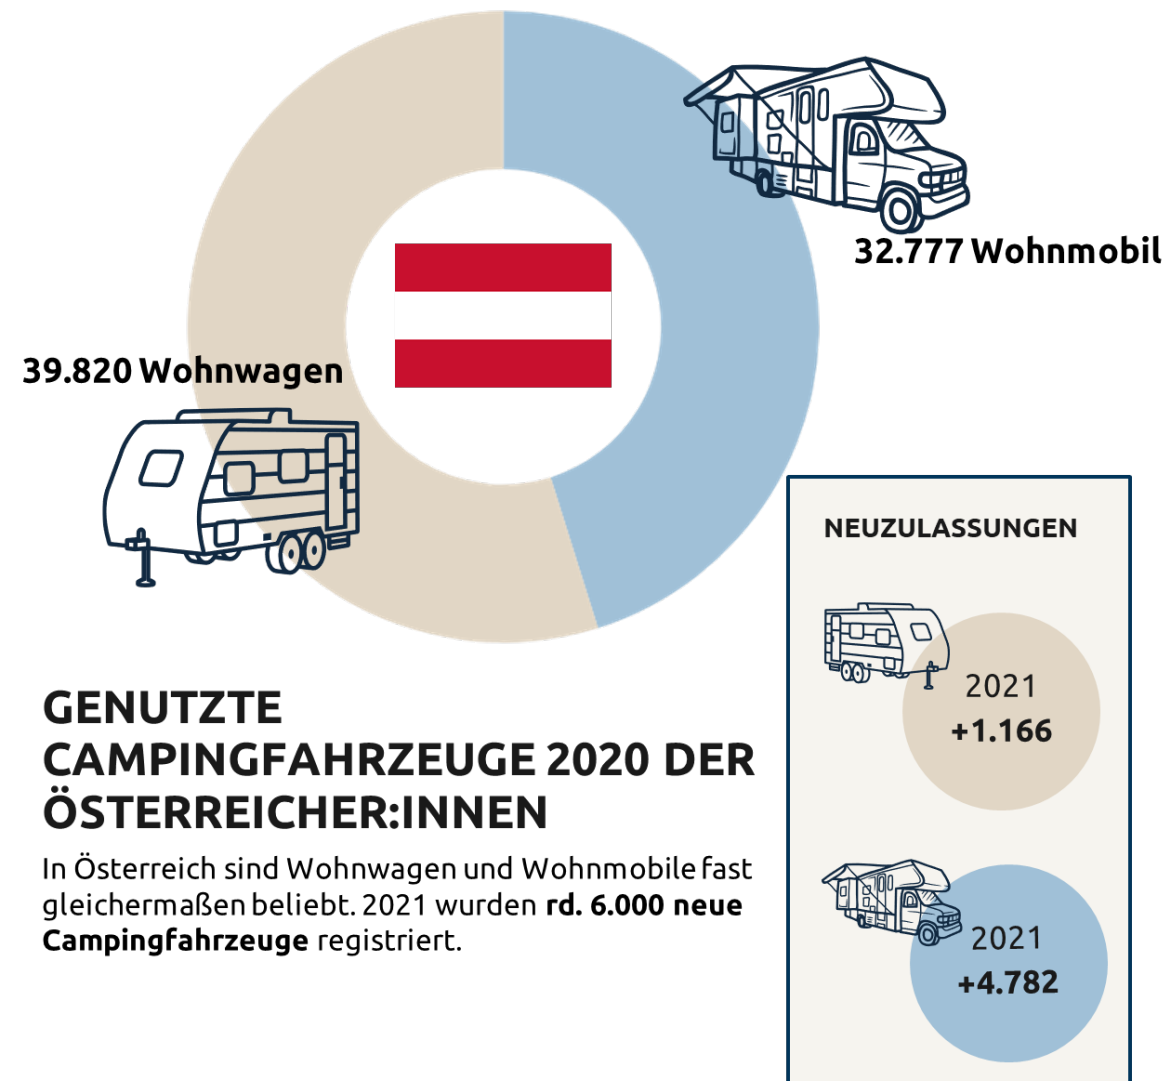 32.777 Wohnmobil
39.820 Wohnwagen
GENUTZTE
CAMPINGFAHRZEUGE 2020 DER
ÖSTERREICHER:INNEN
In Österreich sind Wohnwagen und Wohnmobile fast
gleichermaßen beliebt. 2021 wurden rd. 6.000 neue
Campingfahrzeuge registriert.
NEUZULASSUNGEN
2021
+1.166
2021
+4.782